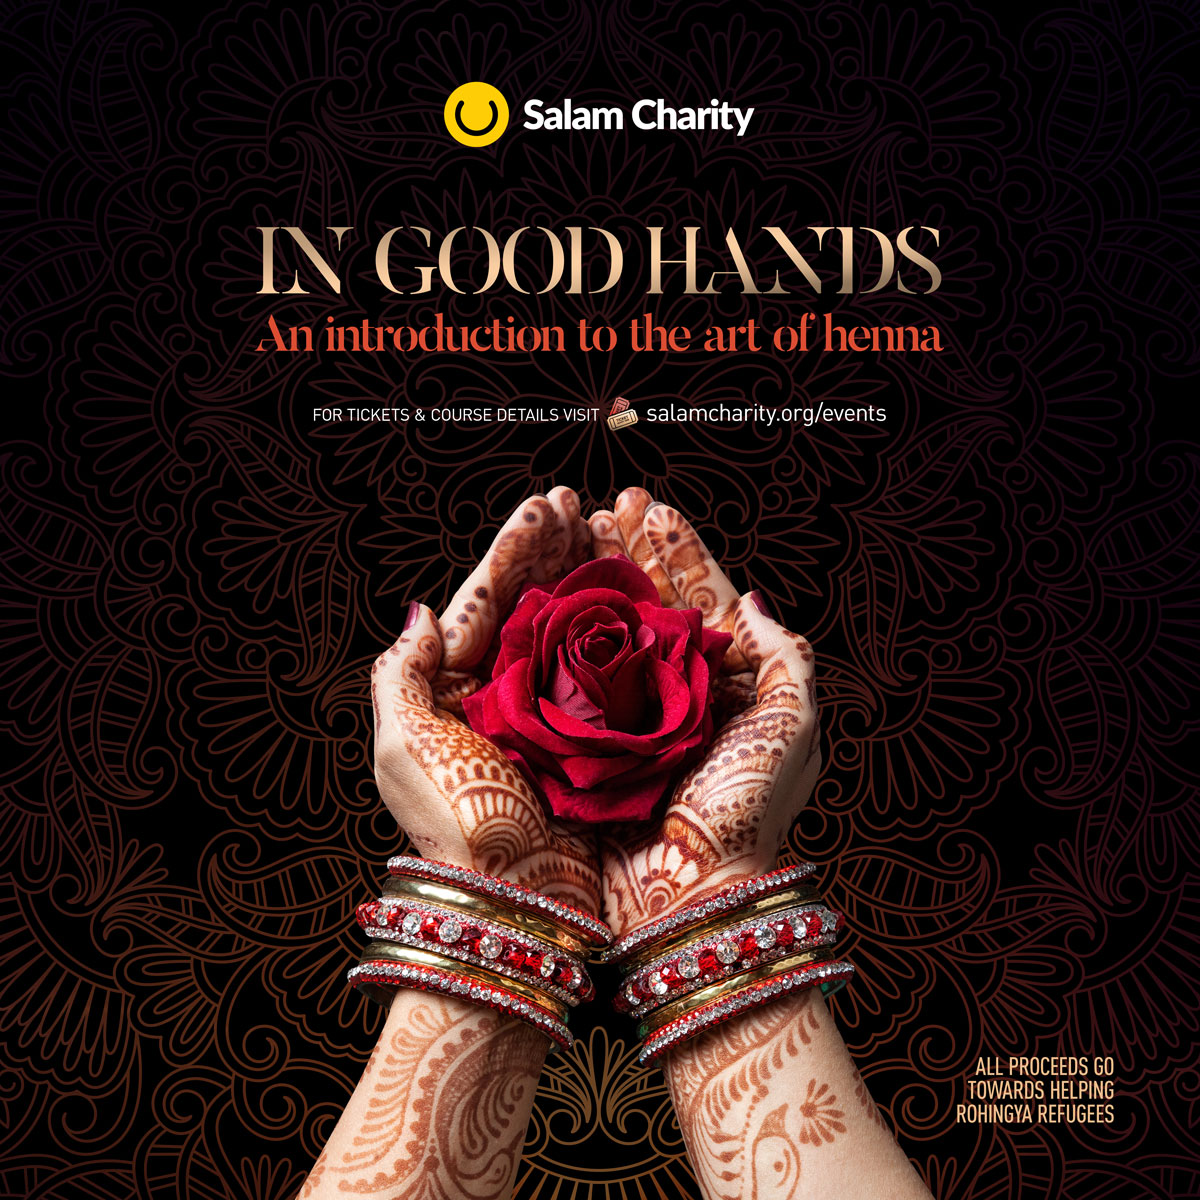 Salam Charity
IN GOOD HANDS
An introduction to the art of henna
FOR TICKETS & COURSE DETAILS VISIT salamcharity.org/events
ALL PROCEEDS GO
TOWARDS HELPING
ROHINGYA REFUGEES